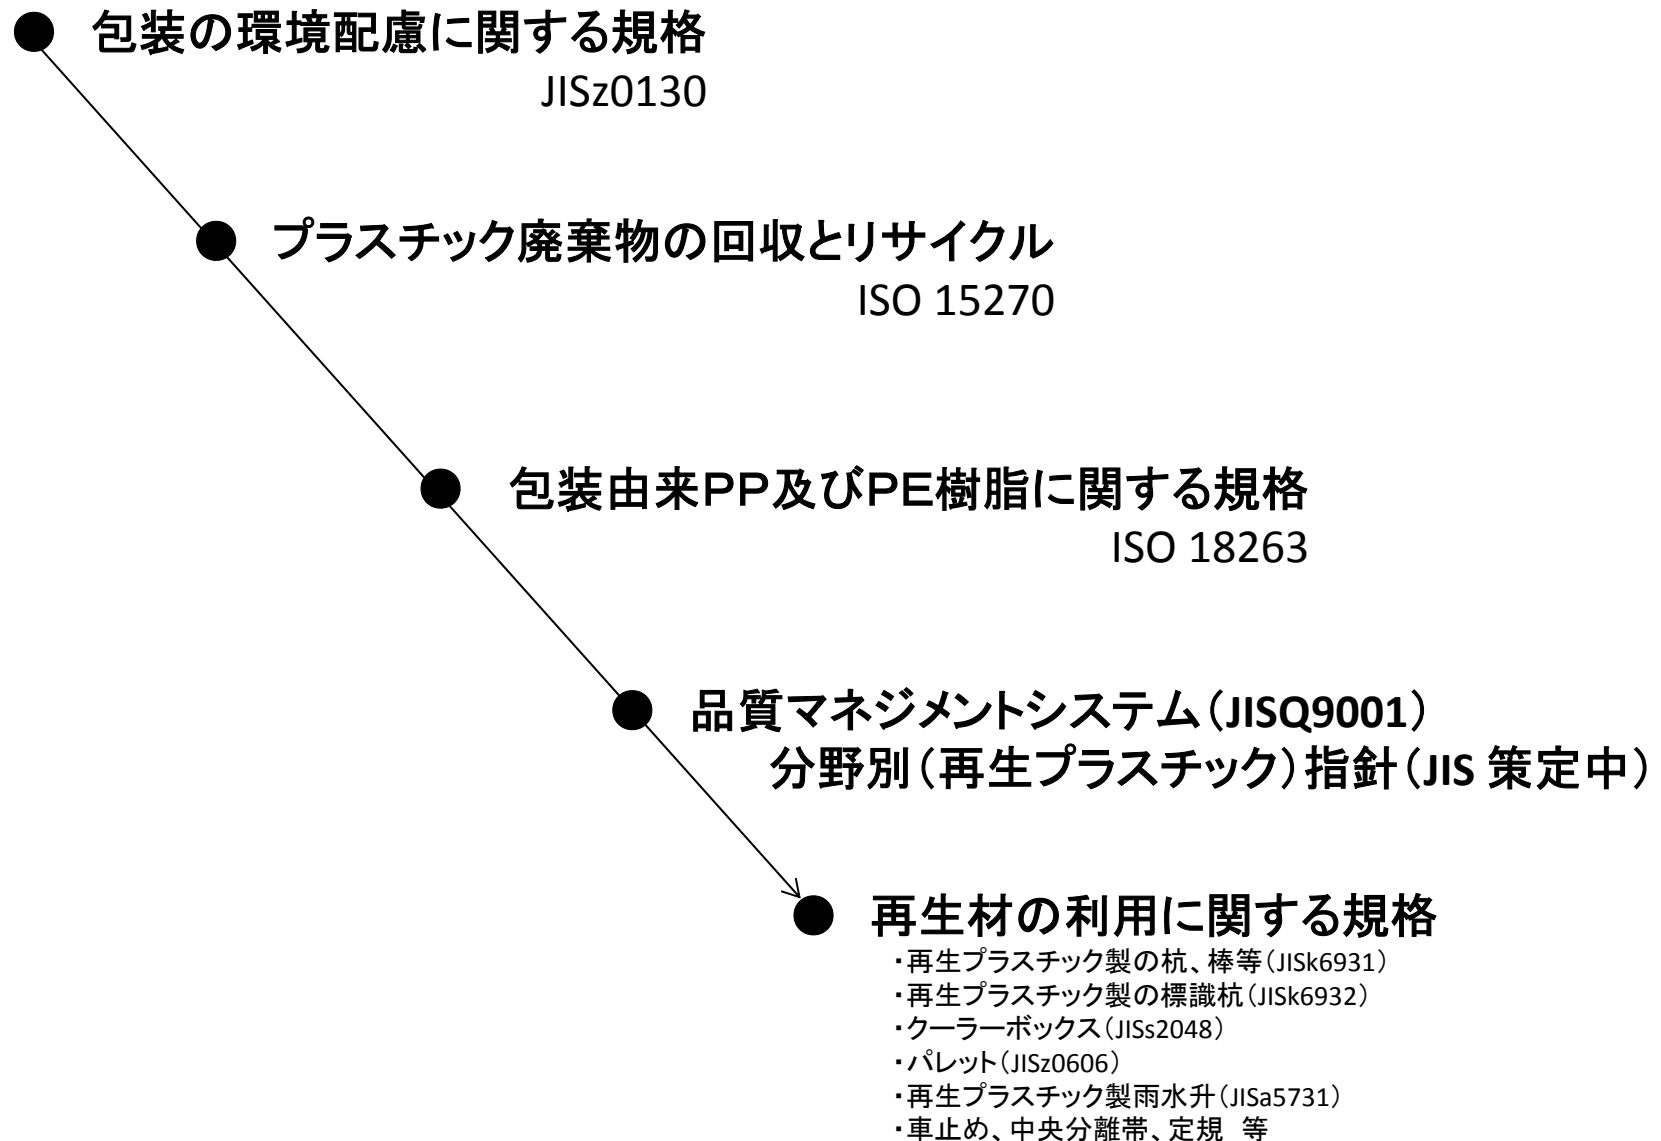 包装の環境配慮に関する規格
JISz0130
プラスチック廃棄物の回収とリサイクル
ISO 15270
包装由来PP及びPE樹脂に関する規格
ISO 18263
品質マネジメントシステム（JISQ9001）
分野別（再生プラスチック）指針（JIS 策定中）
再生材の利用に関する規格
・再生プラスチック製の杭、棒等（JISk6931）
・再生プラスチック製の標識杭（JISk6932）
・クーラーボックス（JISs2048）
・パレット（JISz0606）
・再生プラスチック製雨水升（JISa5731）
・車止め、中央分離帯、定規　等